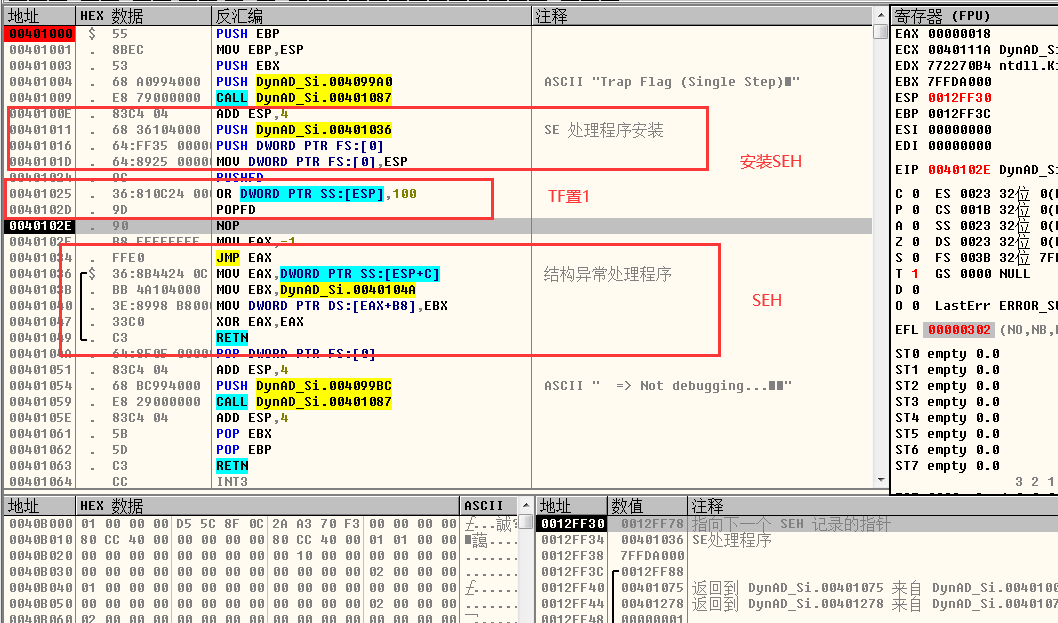 地址 HEX 数据 反汇编 注释
00401000 $ 55 PUSH EBP
00401001 . 8BEC MOV EBP,ESP
00401003 . 53 PUSH EBX
00401004 . 68 A0994000 PUSH DynAD_Si.004099A0 ASCII "Trap Flag (Single Step)
00401009 . E8 79000000 CALL DynAD_Si.00401087
0040100E . 83C4 04 ADD ESP,4
00401011 . 68 36104000 PUSH DynAD_Si.00401036 SE 处理程序安装
00401016 . 64:FF35 00000 PUSH DWORD PTR FS:[0]
0040101D . 64:8925 00000 MOV DWORD PTR FS:[0],ESP
安装SEH
00401024 . 9C PUSHFD
00401025 . 36:810C24 00 OR DWORD PTR SS:[ESP],100
TF置1
0040102D . 9D POPFD
0040102E . 90 NOP
0040102F . B8 FFFFFFFF MOV EAX,-1
00401034 . FFE0 JMP EAX
00401036 $ 36:8B4424 0C MOV EAX,DWORD PTR SS:[ESP+C] 结构异常处理程序
0040103B . BB 4A104000 MOV EBX,DynAD_Si.0040104A
SEH
00401040 . 3E:8998 B800 MOV DWORD PTR DS:[EAX+B8],EBX
00401047 . 33C0 XOR EAX,EAX
00401049 . C3 RETN
0040104A . 64:8F05 00000 POP DWORD PTR FS:[0]
00401051 . 83C4 04 ADD ESP,4
00401054 . 68 BC994000 PUSH DynAD_Si.004099BC ASCII " => Not debugging...
00401059 . E8 29000000 CALL DynAD_Si.00401087
0040105E . 83C4 04 ADD ESP,4
00401061 . 5B POP EBX
00401062 . 5D POP EBP
00401063 . C3 RETN
00401064 CC INT3
寄存器 (FPU)
EAX 00000018
ECX 0040111A DynAD_Si
EDX 772270B4 ntdll.Ki
EBX 7FFDA000
ESP 0012FF30
EBP 0012FF3C
ESI 00000000
EDI 00000000
EIP 0040102E DynAD_Si
C 0 ES 0023 32位 0(
P 0 CS 001B 32位 0(
A 0 SS 0023 32位 0(
Z 0 DS 0023 32位 0(
S 0 FS 003B 32位 7F
T 1 GS 0000 NULL
D 0
O 0 LastErr ERROR_SU
EFL 00000302 (NO,NB,
ST0 empty 0.0
ST1 empty 0.0
ST2 empty 0.0
ST3 empty 0.0
ST4 empty 0.0
ST5 empty 0.0
ST6 empty 0.0
ST7 empty 0.0
3 2 1
地址 HEX 数据 ASCII
0040B000 01 00 00 00 D5 5C 8F 0C 2A A3 70 F3 00 00 00 00
0040B010 80 CC 40 00 00 00 00 00 80 CC 40 00 01 01 00 00
0040B020 00 00 00 00 00 00 00 00 00 10 00 00 00 00 00 00
0040B030 00 00 00 00 00 00 00 00 00 00 00 00 02 00 00 00
0040B040 01 00 00 00 00 00 00 00 00 00 00 00 00 00 00 00
0040B050 00 00 00 00 00 00 00 00 00 00 00 00 02 00 00 00
地址 数值 注释
0012FF30 0012FF78 指向下一个 SEH 记录的指针
0012FF34 00401036 SE处理程序
0012FF38 7FFDA000
0012FF3C 0012FF88
0012FF40 00401075 返回到 DynAD_Si.00401075 来自 DynAD_Si.0040100
0012FF44 00401278 返回到 DynAD_Si.00401278 来自 DynAD_Si.0040107
0012FF48 00000001